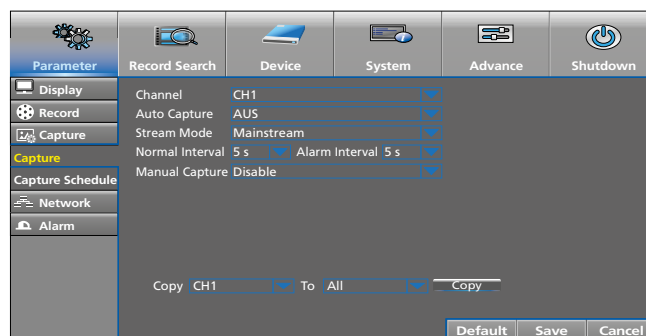 Parameter Record Search Device System Advance Shutdown
Display
Record
Capture
Capture
Capture Schedule
Network
Alarm
Channel CH1
Auto Capture AUS
Stream Mode Mainstream
Normal Interval 5 s Alarm Interval 5 s
Manual Capture Disable
Copy CH1 To All Copy
Default Save Cancel